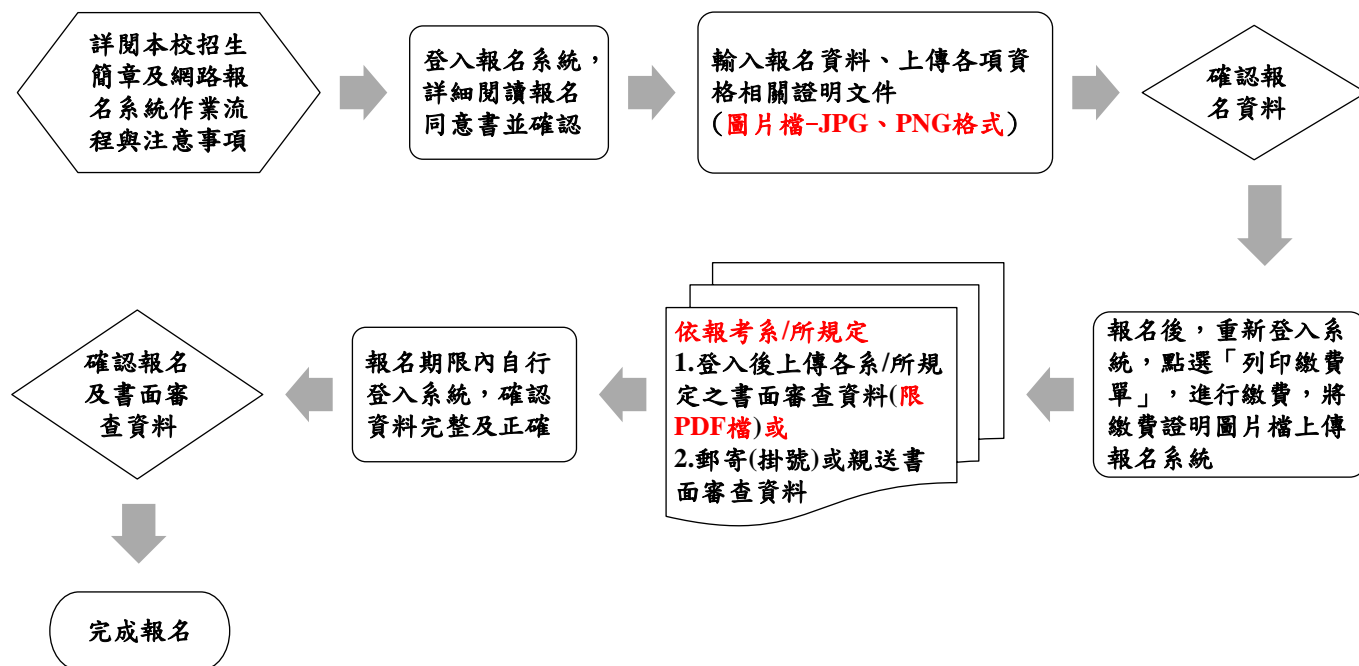 詳閱本校招生
簡章及網路報
名系統作業流
程與注意事項
登入報名系統，
詳細閱讀報名
同意書並確認
輸入報名資料、上傳各項資
格相關證明文件
(圖片檔-JPG、PNG格式)
確認報
名資料
報名後，重新登入系
統，點選「列印繳費
單」，進行繳費，將
繳費證明圖片檔上傳
報名系統
依報考系/所規定
1.登入後上傳各系/所規
定之書面審查資料(限
PDF檔)或
2.郵寄(掛號)或親送書
面審查資料
報名期限內自行
登入系統，確認
資料完整及正確
確認報名
及書面審
查資料
完成報名